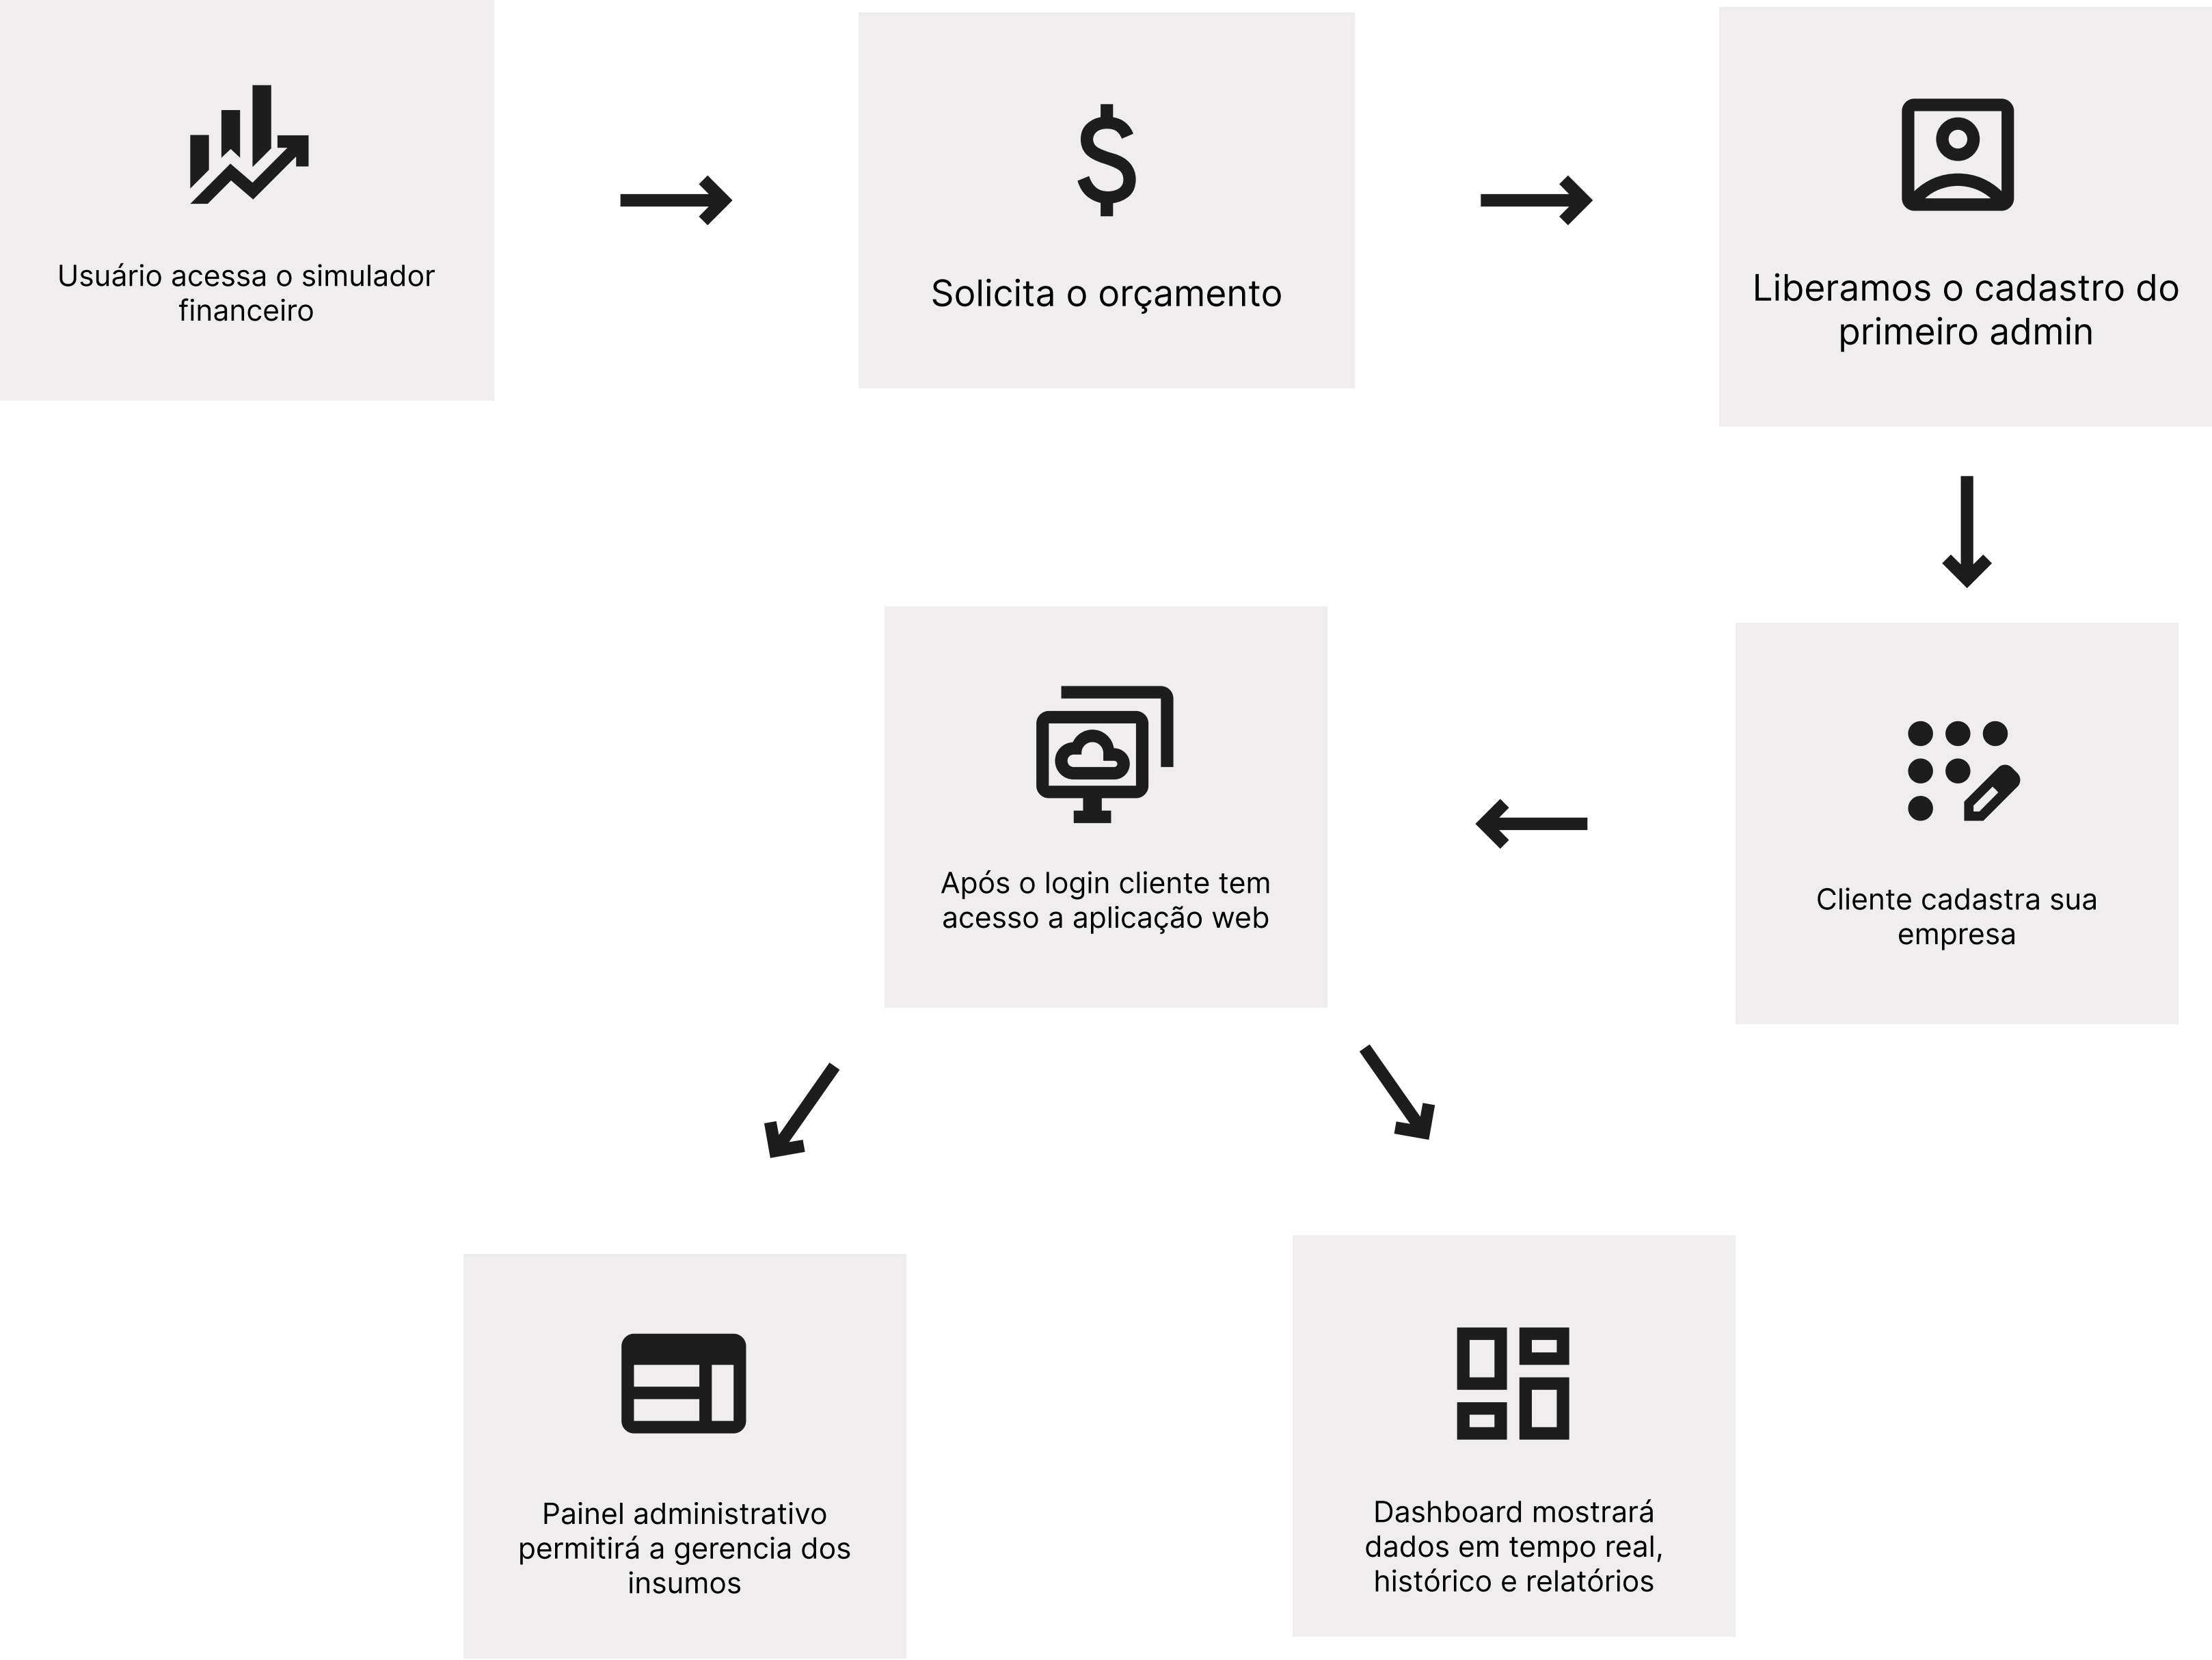 Usuário acessa o simulador
financeiro
Solicita o orçamento
Liberamos o cadastro do
primeiro admin
Cliente cadastra sua
empresa
Após o login cliente tem
acesso a aplicação web
Painel administrativo
permitirá a gerencia dos
insumos
Dashboard mostrará
dados em tempo real,
histórico e relatórios